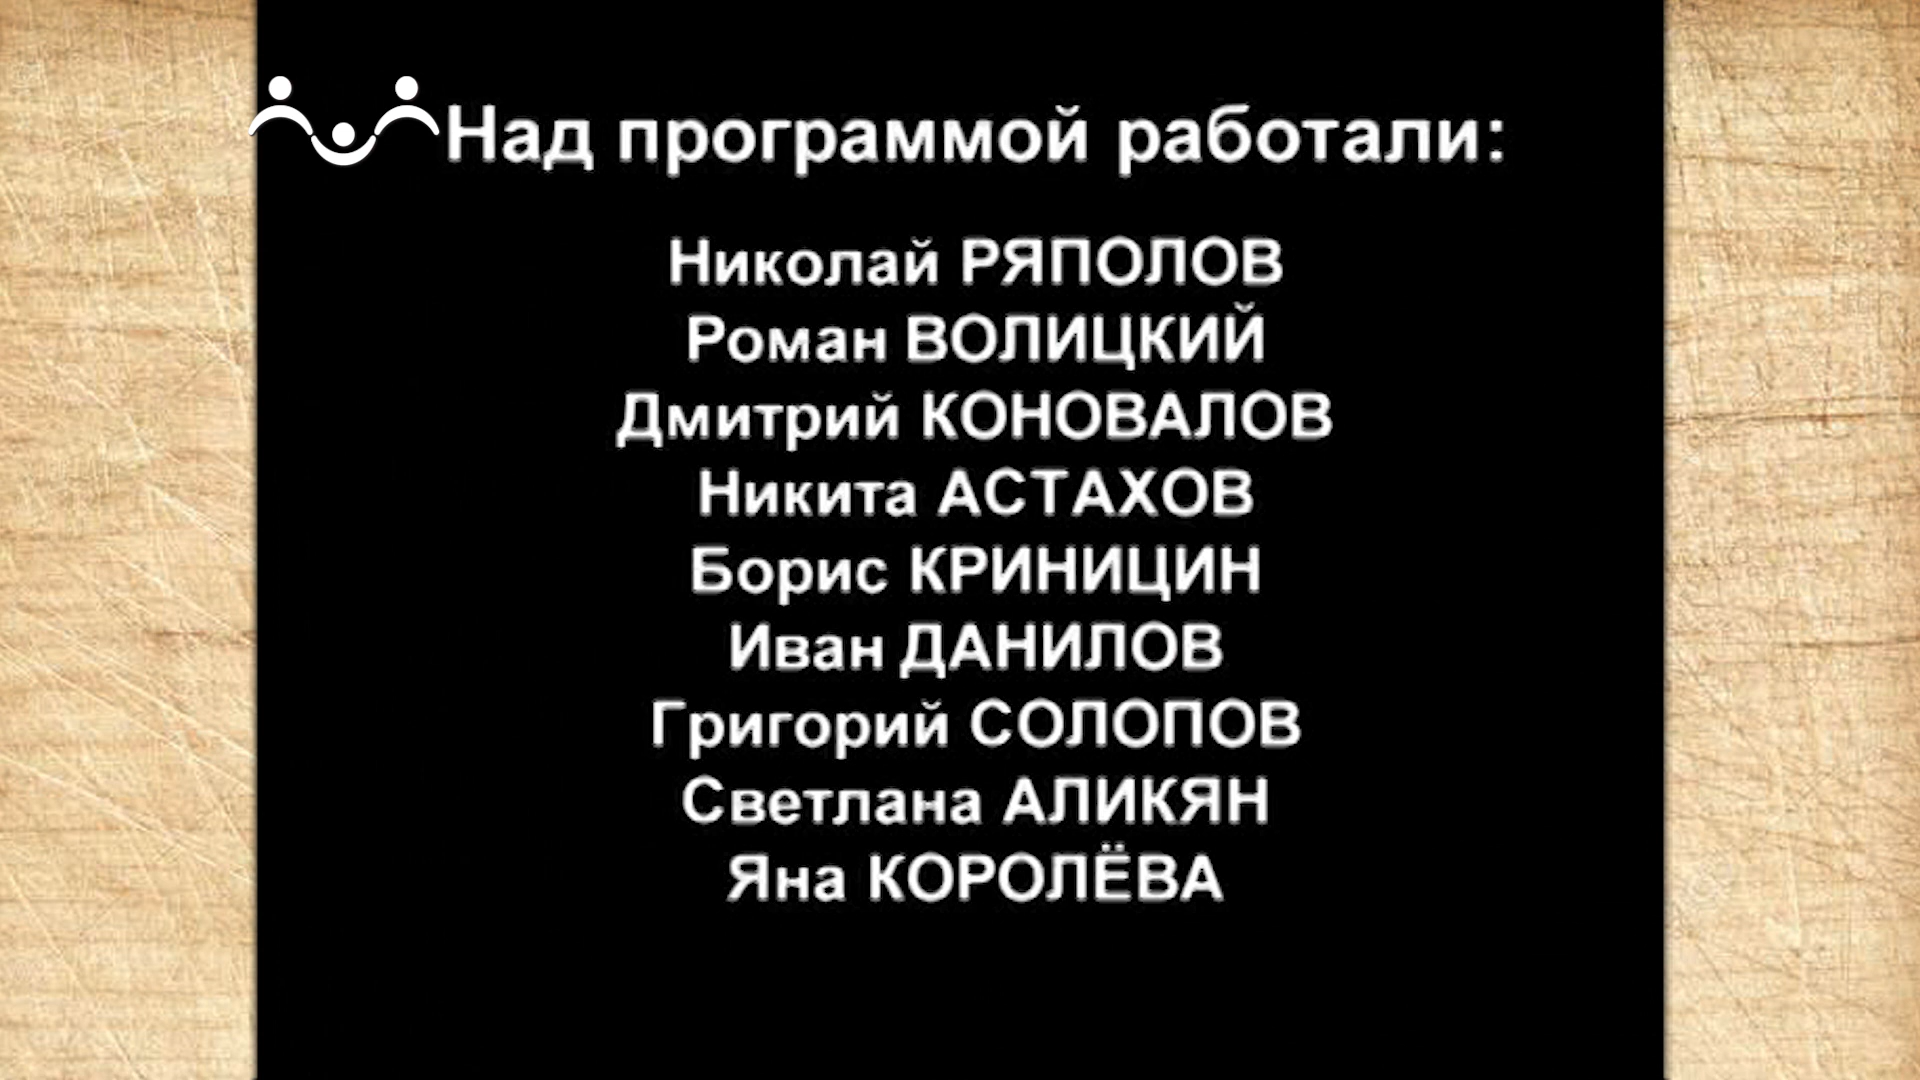 Над программой работали:
Николай РЯПОЛОВ
Роман ВОЛИЦКИЙ
Дмитрий КОНОВАЛОВ
Никита АСТАХОВ
Борис КРИНИЦИН
Иван ДАНИЛОВ
Григорий СОЛОПОВ
Светлана АЛИКЯН
Яна КОРОЛЁВА